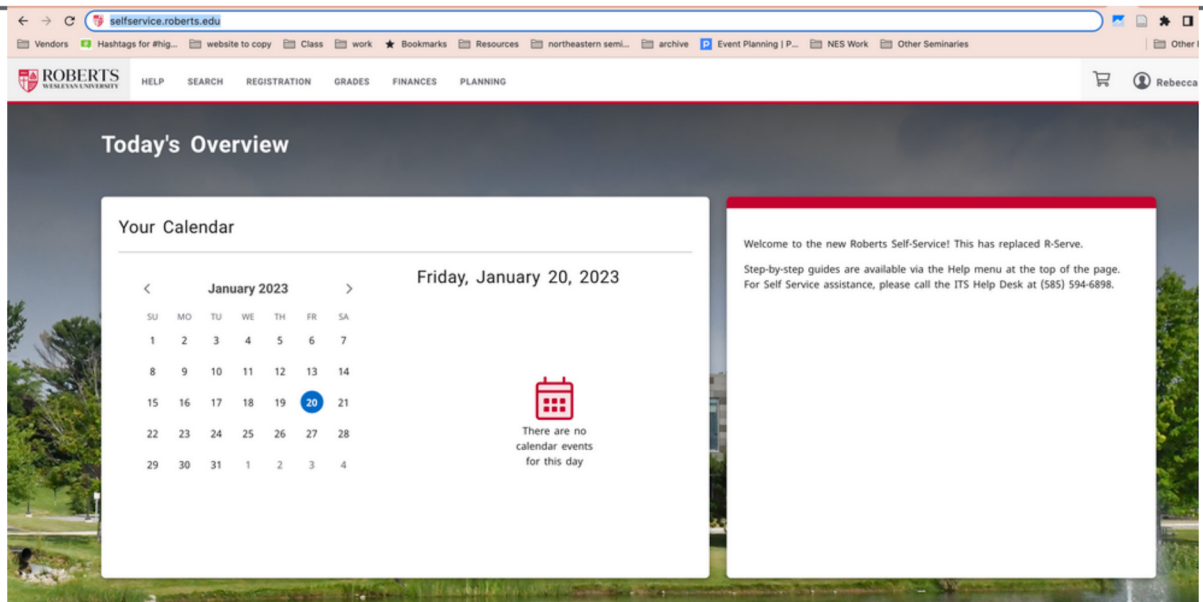 selfservice.roberts.edu
Vendors Hashtags for #hig... website to copy Class work Bookmarks Resources northeastern semi... archive Event Planning | P... NES Work Other Seminaries Other
ROBERTS
WESLEYAN UNIVERSITY
HELP SEARCH REGISTRATION GRADES FINANCES PLANNING Rebecca
Today's Overview
Your Calendar
January 2023
SU MO TU WE TH FR SA
1 2 3 4 5 6 7
8 9 10 11 12 13 14
15 16 17 18 19 20 21
22 23 24 25 26 27 28
29 30 31 1 2 3 4
Friday, January 20, 2023
There are no
calendar events
for this day
Welcome to the new Roberts Self-Service! This has replaced R-Serve.
Step-by-step guides are available via the Help menu at the top of the page.
For Self Service assistance, please call the ITS Help Desk at (585) 594-6898.